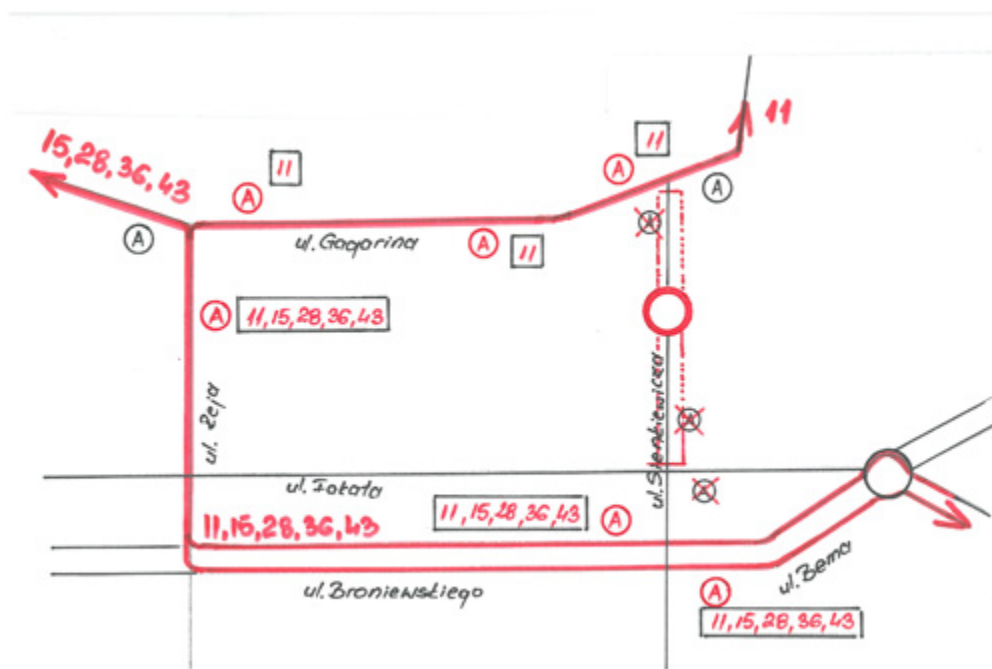 11
11
A
15,28,36,43
11
A
A
A
A
A
ul. Gagarina
A
11
A
11,15,28,36,43
ul. Reja
ul. Sienkiewicza
A
ul. Fałata
A
11,15,28,36,43
A
11,15,28,36,43
ul. Broniewskiego
ul. Bema
A
11,15,28,36,43